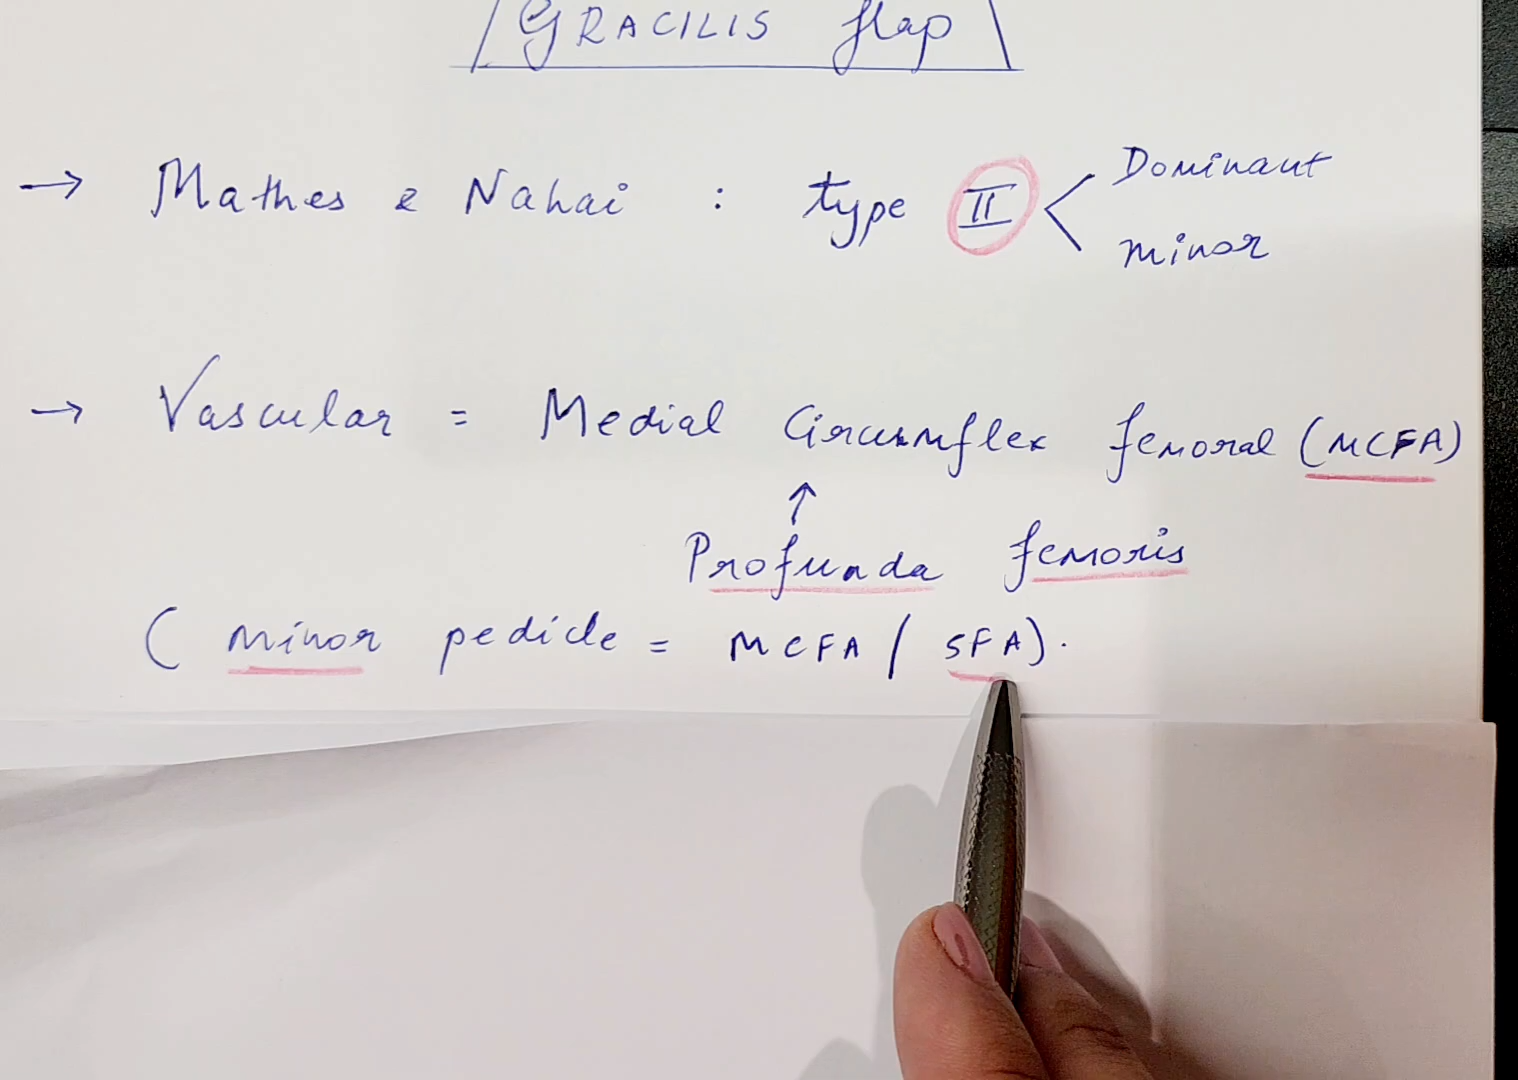 GRACILIS flap
→ Mathes & Nahai : type II < Dominant
minor
→ Vascular = Medial Circumflex femoral (MCFA)
↑
Profunda femoris
( minor pedicle = MCFA / SFA).